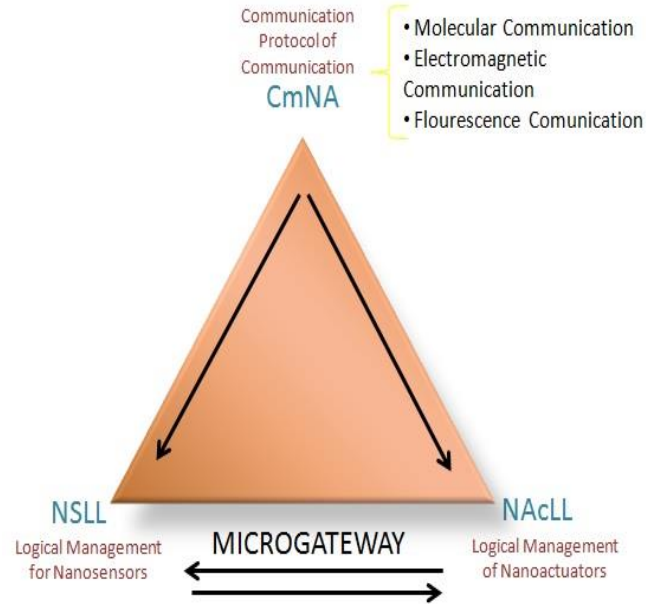 Communication
Protocol of
Communication
CmNA
• Molecular Communication
• Electromagnetic
Communication
• Flourescence Comunication
NSLL
Logical Management
for Nanosensors
MICROGATEWAY
NAcLL
Logical Management
of Nanoactuators